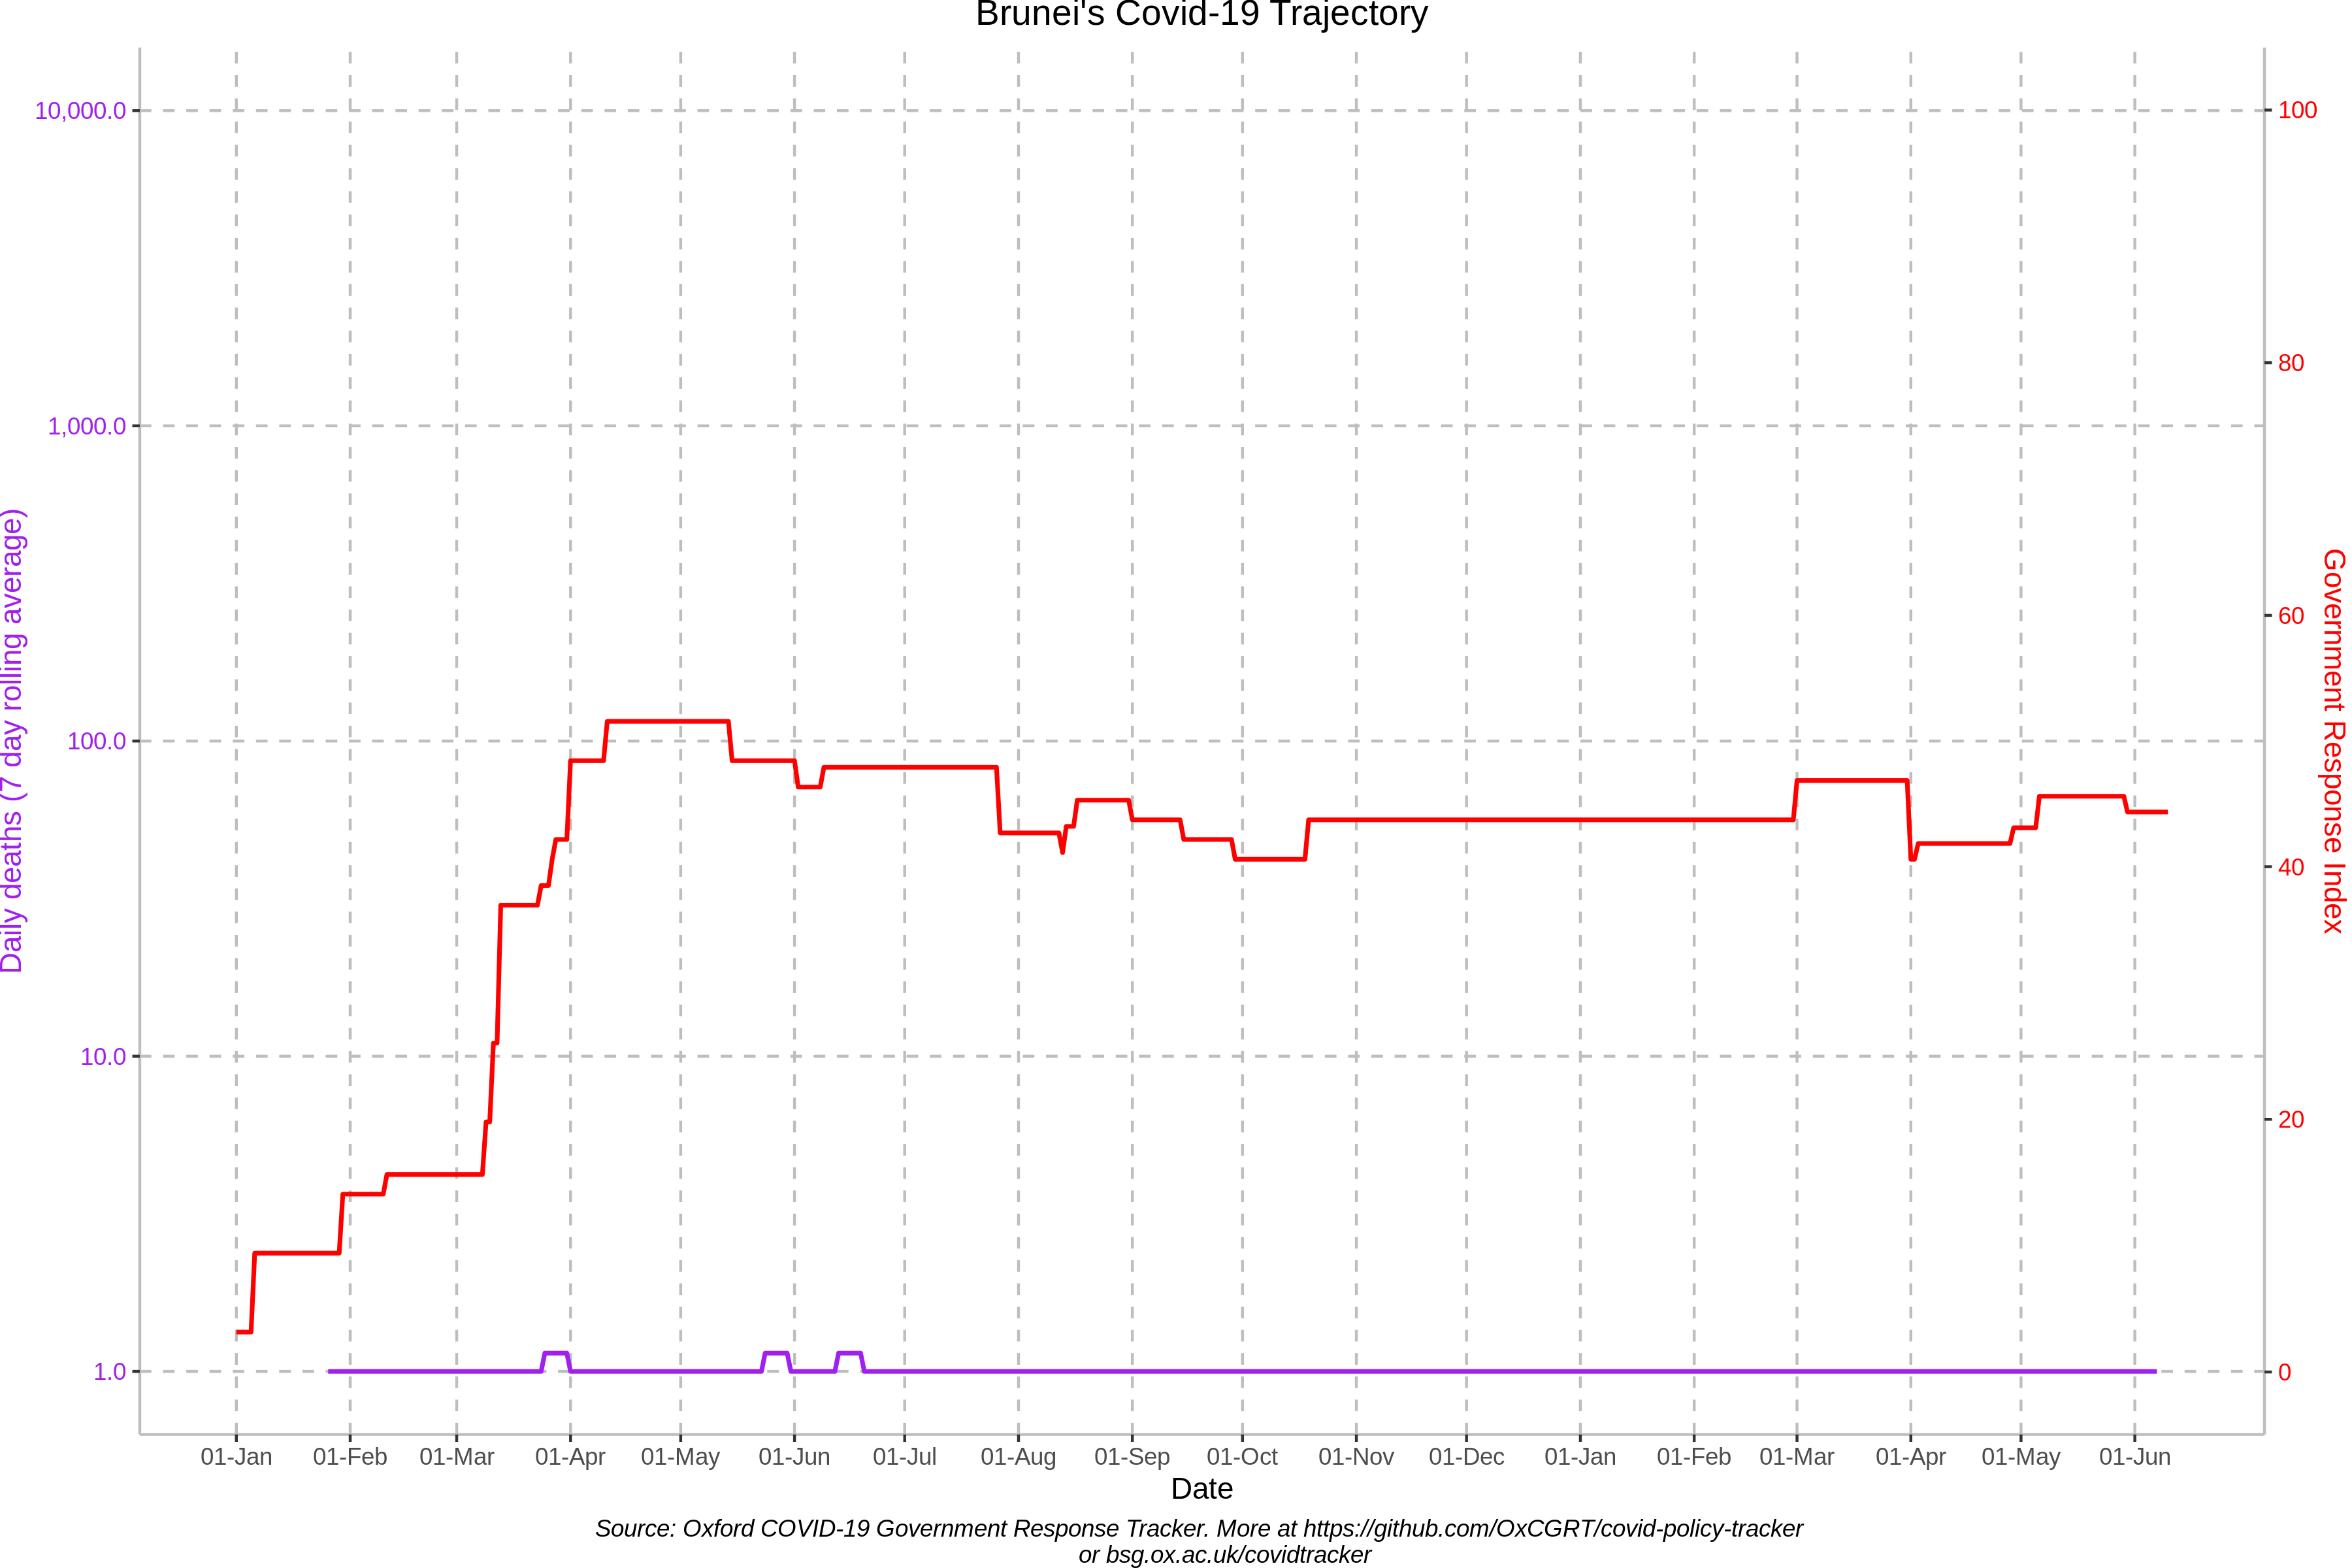 Brunei's Covid-19 Trajectory
10,000.0
1,000.0
100.0
10.0
1.0
Daily deaths (7 day rolling average)
100
80
60
40
20
0
Government Response Index
01-Jan 01-Feb 01-Mar 01-Apr 01-May 01-Jun 01-Jul 01-Aug 01-Sep 01-Oct 01-Nov 01-Dec 01-Jan 01-Feb 01-Mar 01-Apr 01-May 01-Jun
Date
Source: Oxford COVID-19 Government Response Tracker. More at https://github.com/OxCGRT/covid-policy-tracker
or bsg.ox.ac.uk/covidtracker